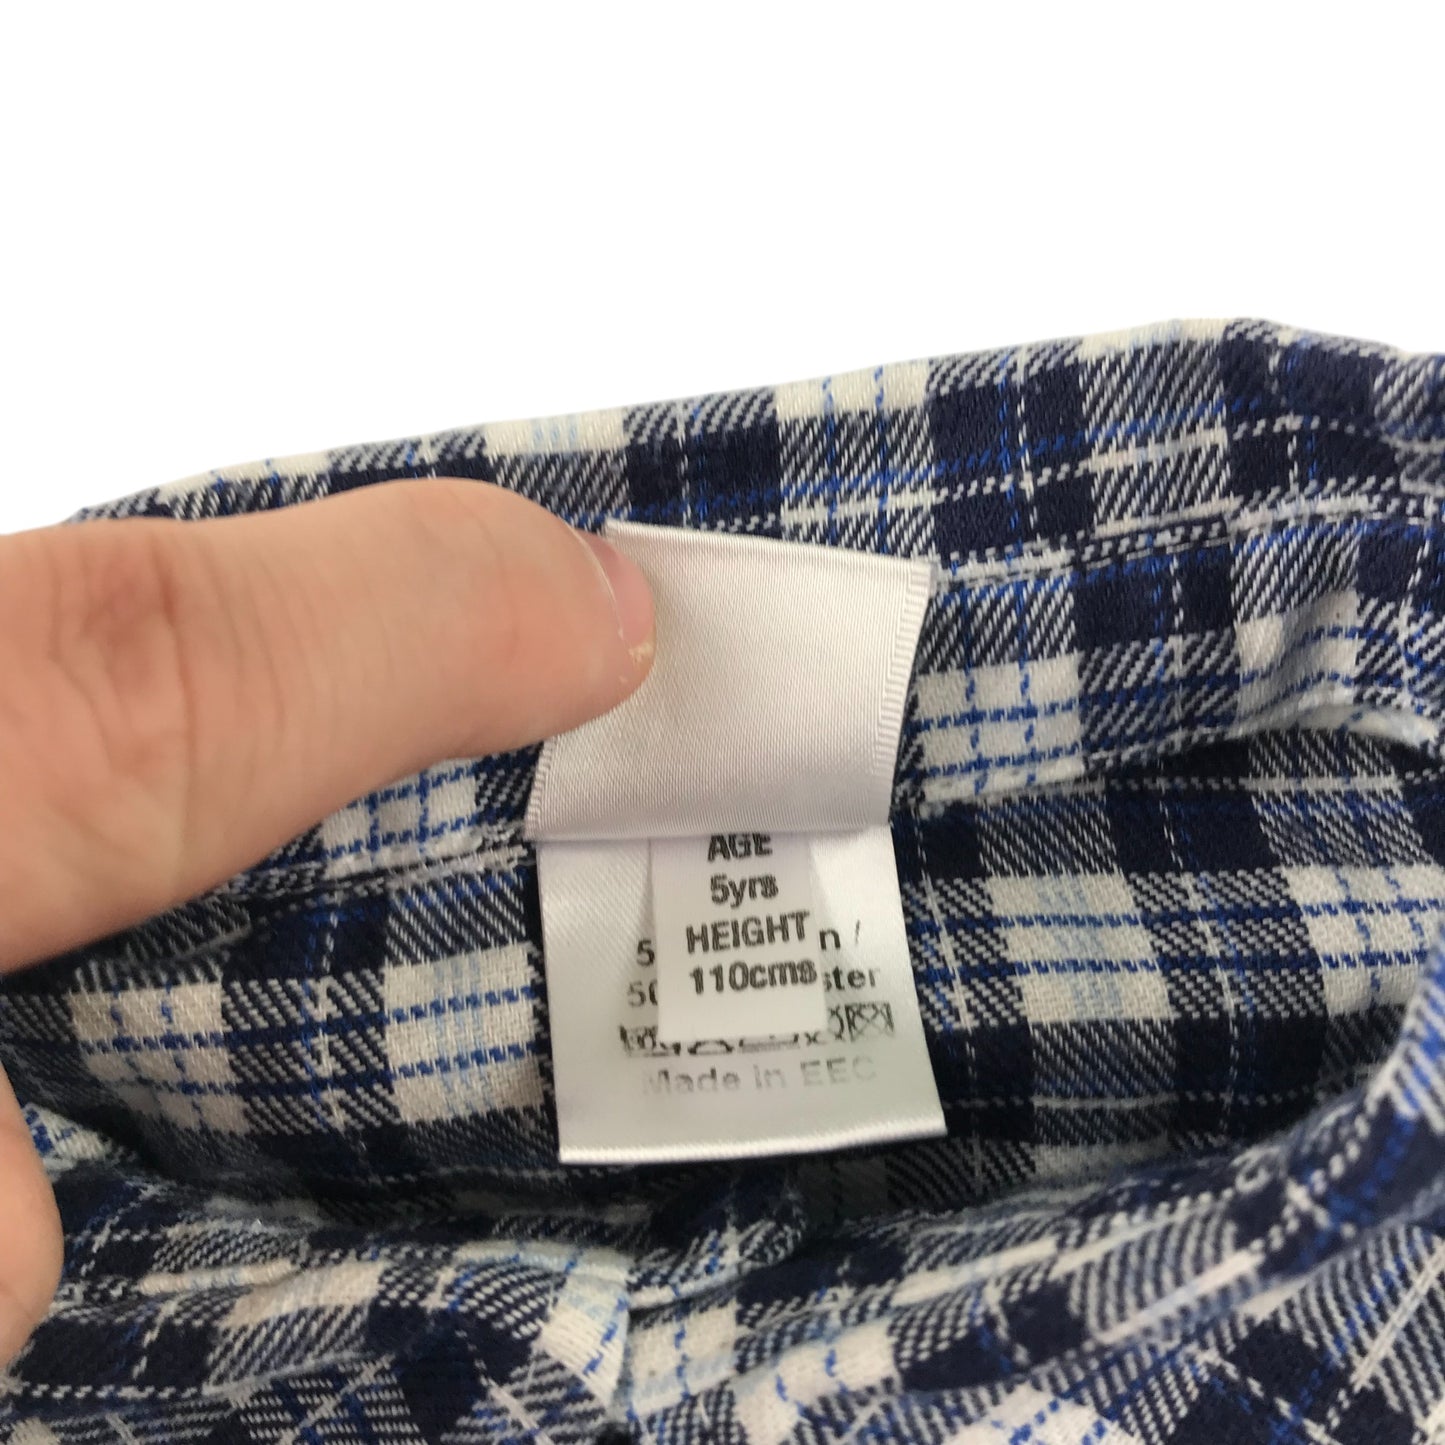 AGE
5yrs
HEIGHT
110cms
Made in EEC